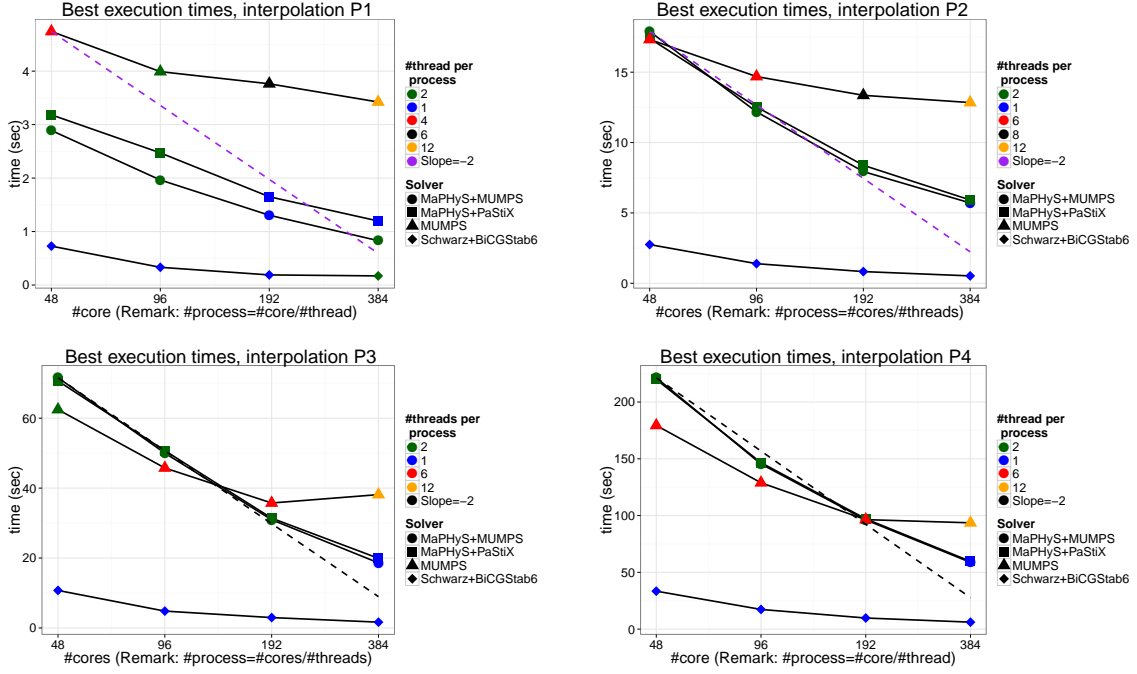 Best execution times, interpolation P1
time (sec)
4
3
2
1
0
48
96
192
384
#core (Remark: #process=#core/#thread)
#threads per
process
2
1
4
6
12
Slope=−2
Solver
MaPHyS+MUMPS
MaPHyS+PaStiX
MUMPS
Schwarz+BiCGStab6
Best execution times, interpolation P2
time (sec)
15
10
5
0
48
96
192
384
#cores (Remark: #process=#cores/#threads)
#threads per
process
2
1
6
8
12
Slope=−2
Solver
MaPHyS+MUMPS
MaPHyS+PaStiX
MUMPS
Schwarz+BiCGStab6
Best execution times, interpolation P3
time (sec)
60
40
20
0
48
96
192
384
#cores (Remark: #process=#cores/#threads)
#threads per
process
2
1
6
12
Slope=−2
Solver
MaPHyS+MUMPS
MaPHyS+PaStiX
MUMPS
Schwarz+BiCGStab6
Best execution times, interpolation P4
time (sec)
200
150
100
50
0
48
96
192
384
#core (Remark: #process=#core/#thread)
#thread per
process
2
1
6
12
Slope=−2
Solver
MaPHyS+MUMPS
MaPHyS+PaStiX
MUMPS
Schwarz+BiCGStab6